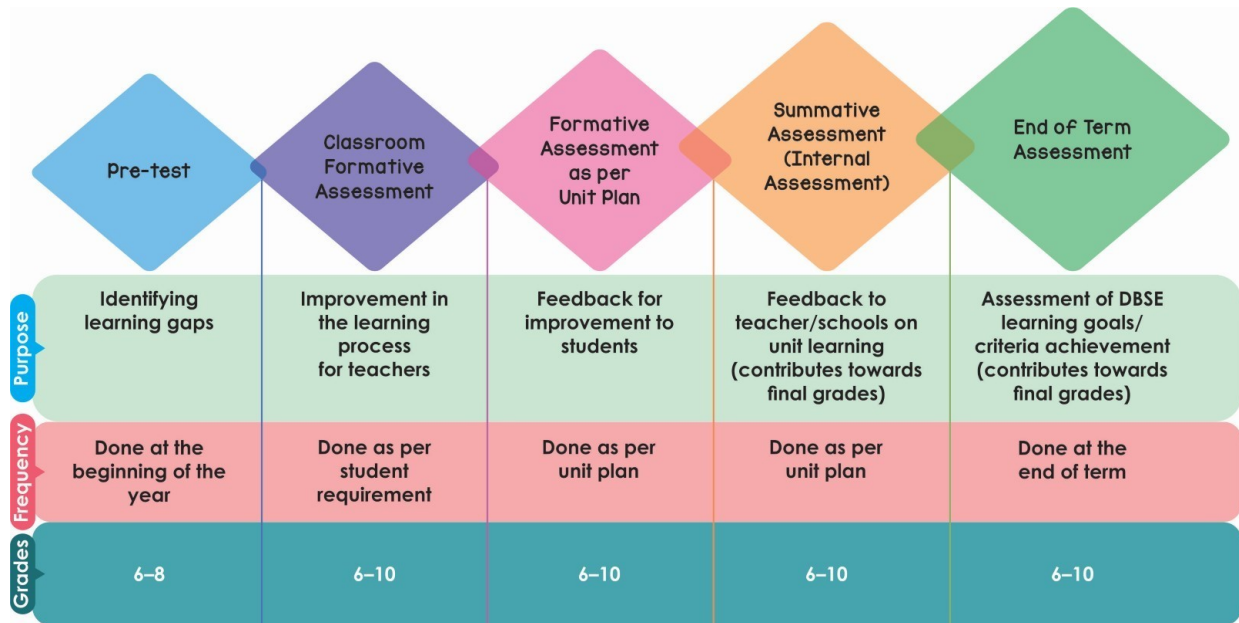 Pre-test
Classroom
Formative
Assessment
Formative
Assessment
as per
Unit Plan
Summative
Assessment
(Internal
Assessment)
End of Term
Assessment
Purpose
Identifying
learning gaps
Improvement in
the learning
process
for teachers
Feedback for
improvement to
students
Feedback to
teacher/schools on
unit learning
(contributes towards
final grades)
Assessment of DBSE
learning goals/
criteria achievement
(contributes towards
final grades)
Frequency
Done at the
beginning of the
year
Done as per
student
requirement
Done as per
unit plan
Done as per
unit plan
Done at the
end of term
Grades
6–8
6–10
6–10
6–10
6–10